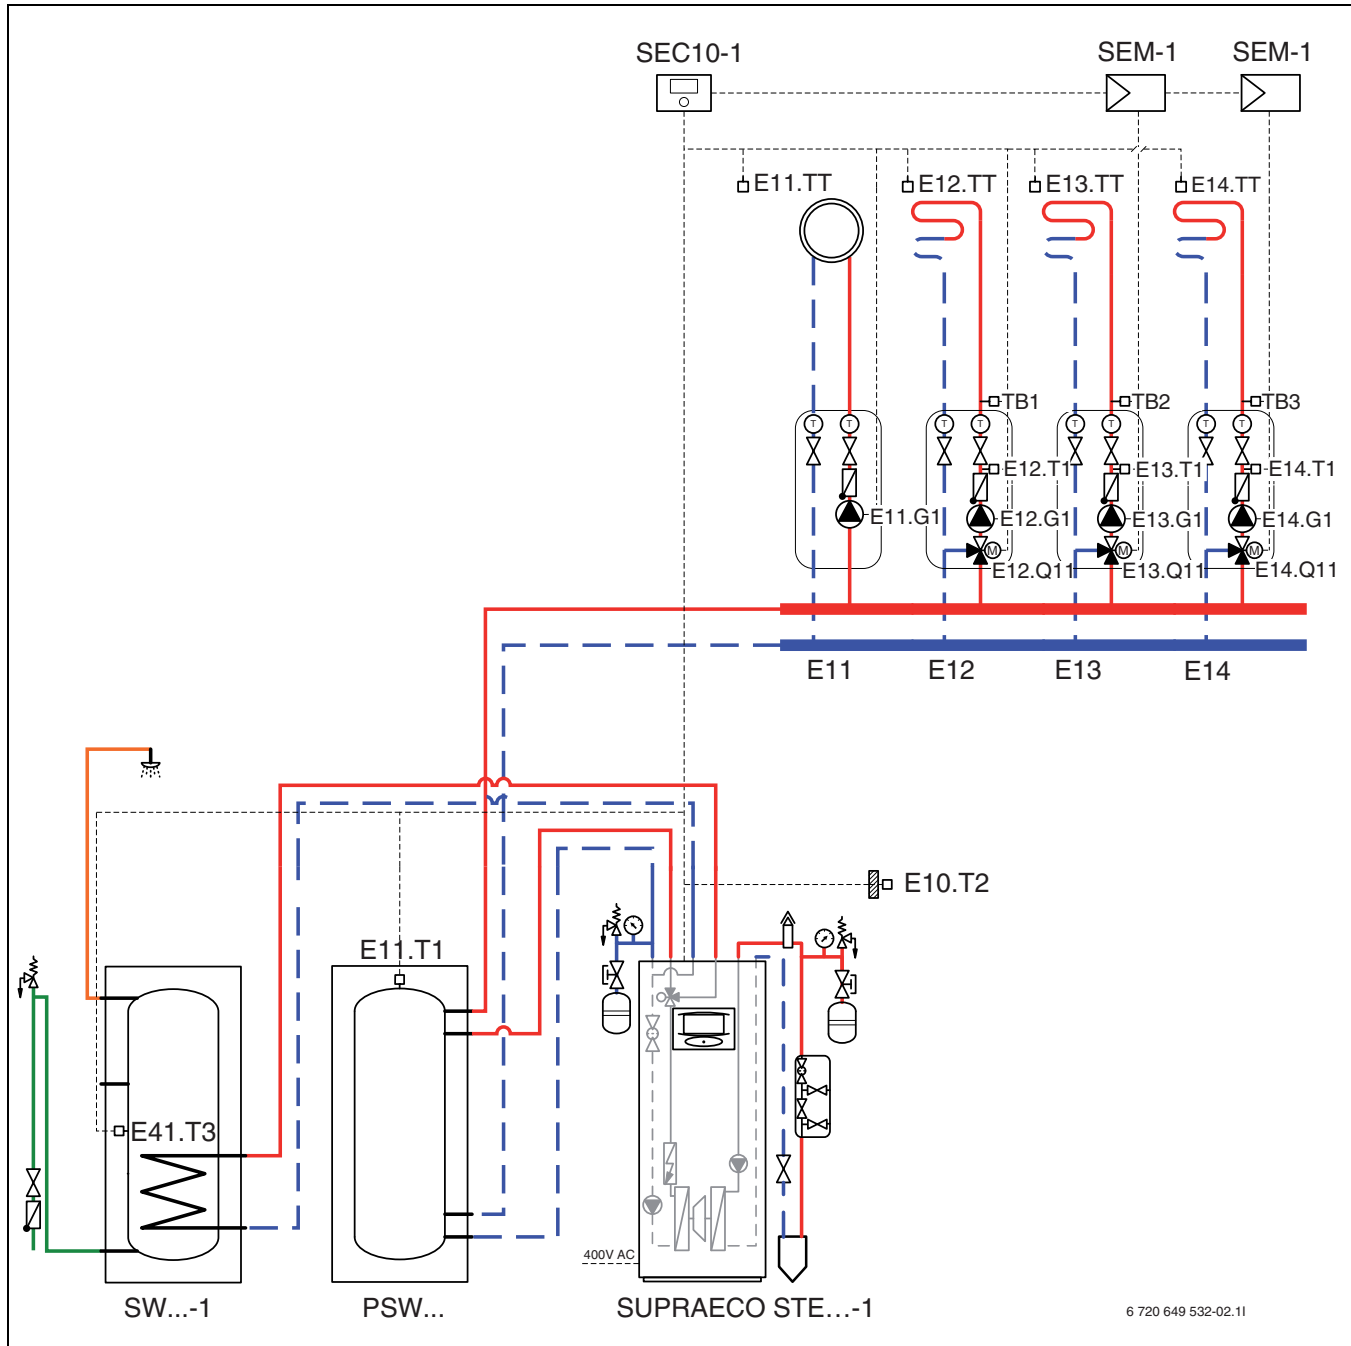 SEC10-1
SEM-1
SEM-1
E11.TT
E12.TT
E13.TT
E14.TT
TB1
TB2
TB3
T
T
T
T
T
T
T
T
E12.T1
E13.T1
E14.T1
E11.G1
E12.G1
E13.G1
E14.G1
M
M
M
E12.Q11
E13.Q11
E14.Q11
E11
E12
E13
E14
E10.T2
E11.T1
E41.T3
400V AC
SW...-1
PSW...
SUPRAECO STE...-1
6 720 649 532-02.1I